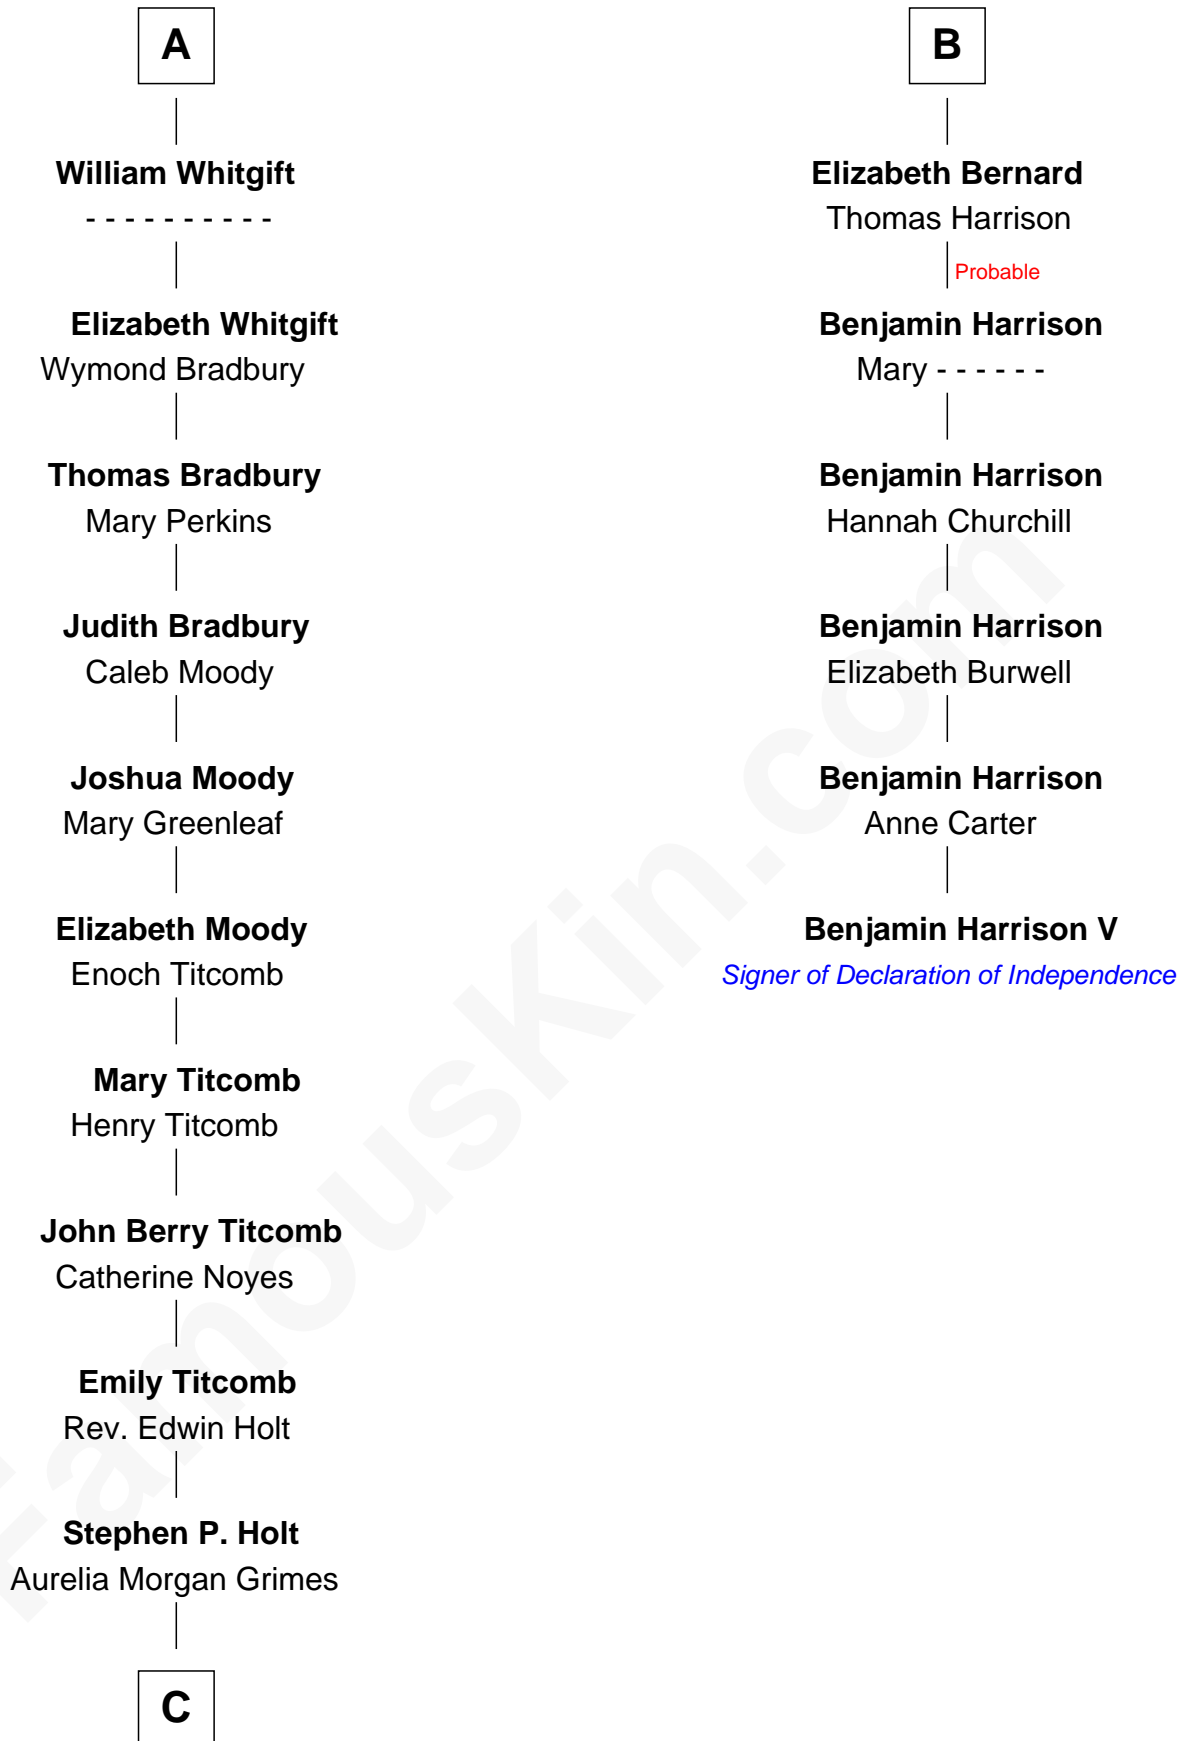 A
William Whitgift
- - - - - - - - - -
Elizabeth Whitgift
Wymond Bradbury
Thomas Bradbury
Mary Perkins
Judith Bradbury
Caleb Moody
Joshua Moody
Mary Greenleaf
Elizabeth Moody
Enoch Titcomb
Mary Titcomb
Henry Titcomb
John Berry Titcomb
Catherine Noyes
Emily Titcomb
Rev. Edwin Holt
Stephen P. Holt
Aurelia Morgan Grimes
C
B
Elizabeth Bernard
Thomas Harrison
Probable
Benjamin Harrison
Mary - - - - - -
Benjamin Harrison
Hannah Churchill
Benjamin Harrison
Elizabeth Burwell
Benjamin Harrison
Anne Carter
Benjamin Harrison V
Signer of Declaration of Independence
FamousKin.com